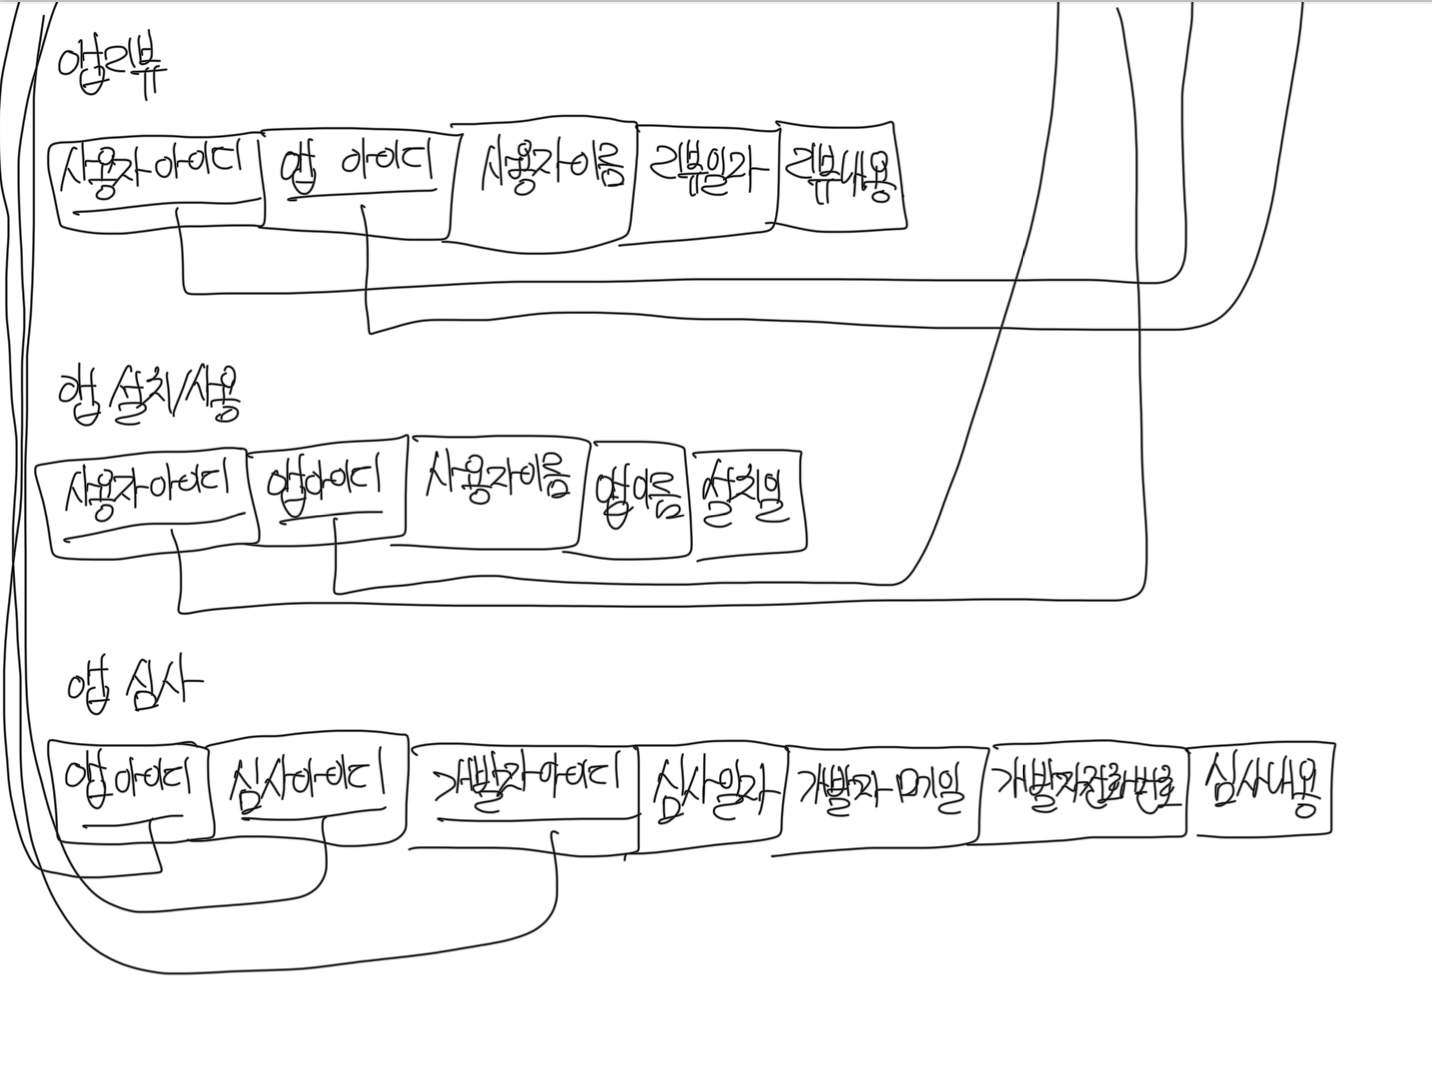 앱리뷰
사용자아이디 앱 아이디 사용자이름 리뷰일자 리뷰내용
앱 설치/사용
사용자아이디 앱아이디 사용자이름 앱이름 설치일
앱 심사
앱아이디 심사아이디 개발자아이디 심사일자 개발자메일 개발자전화번호 심사내용